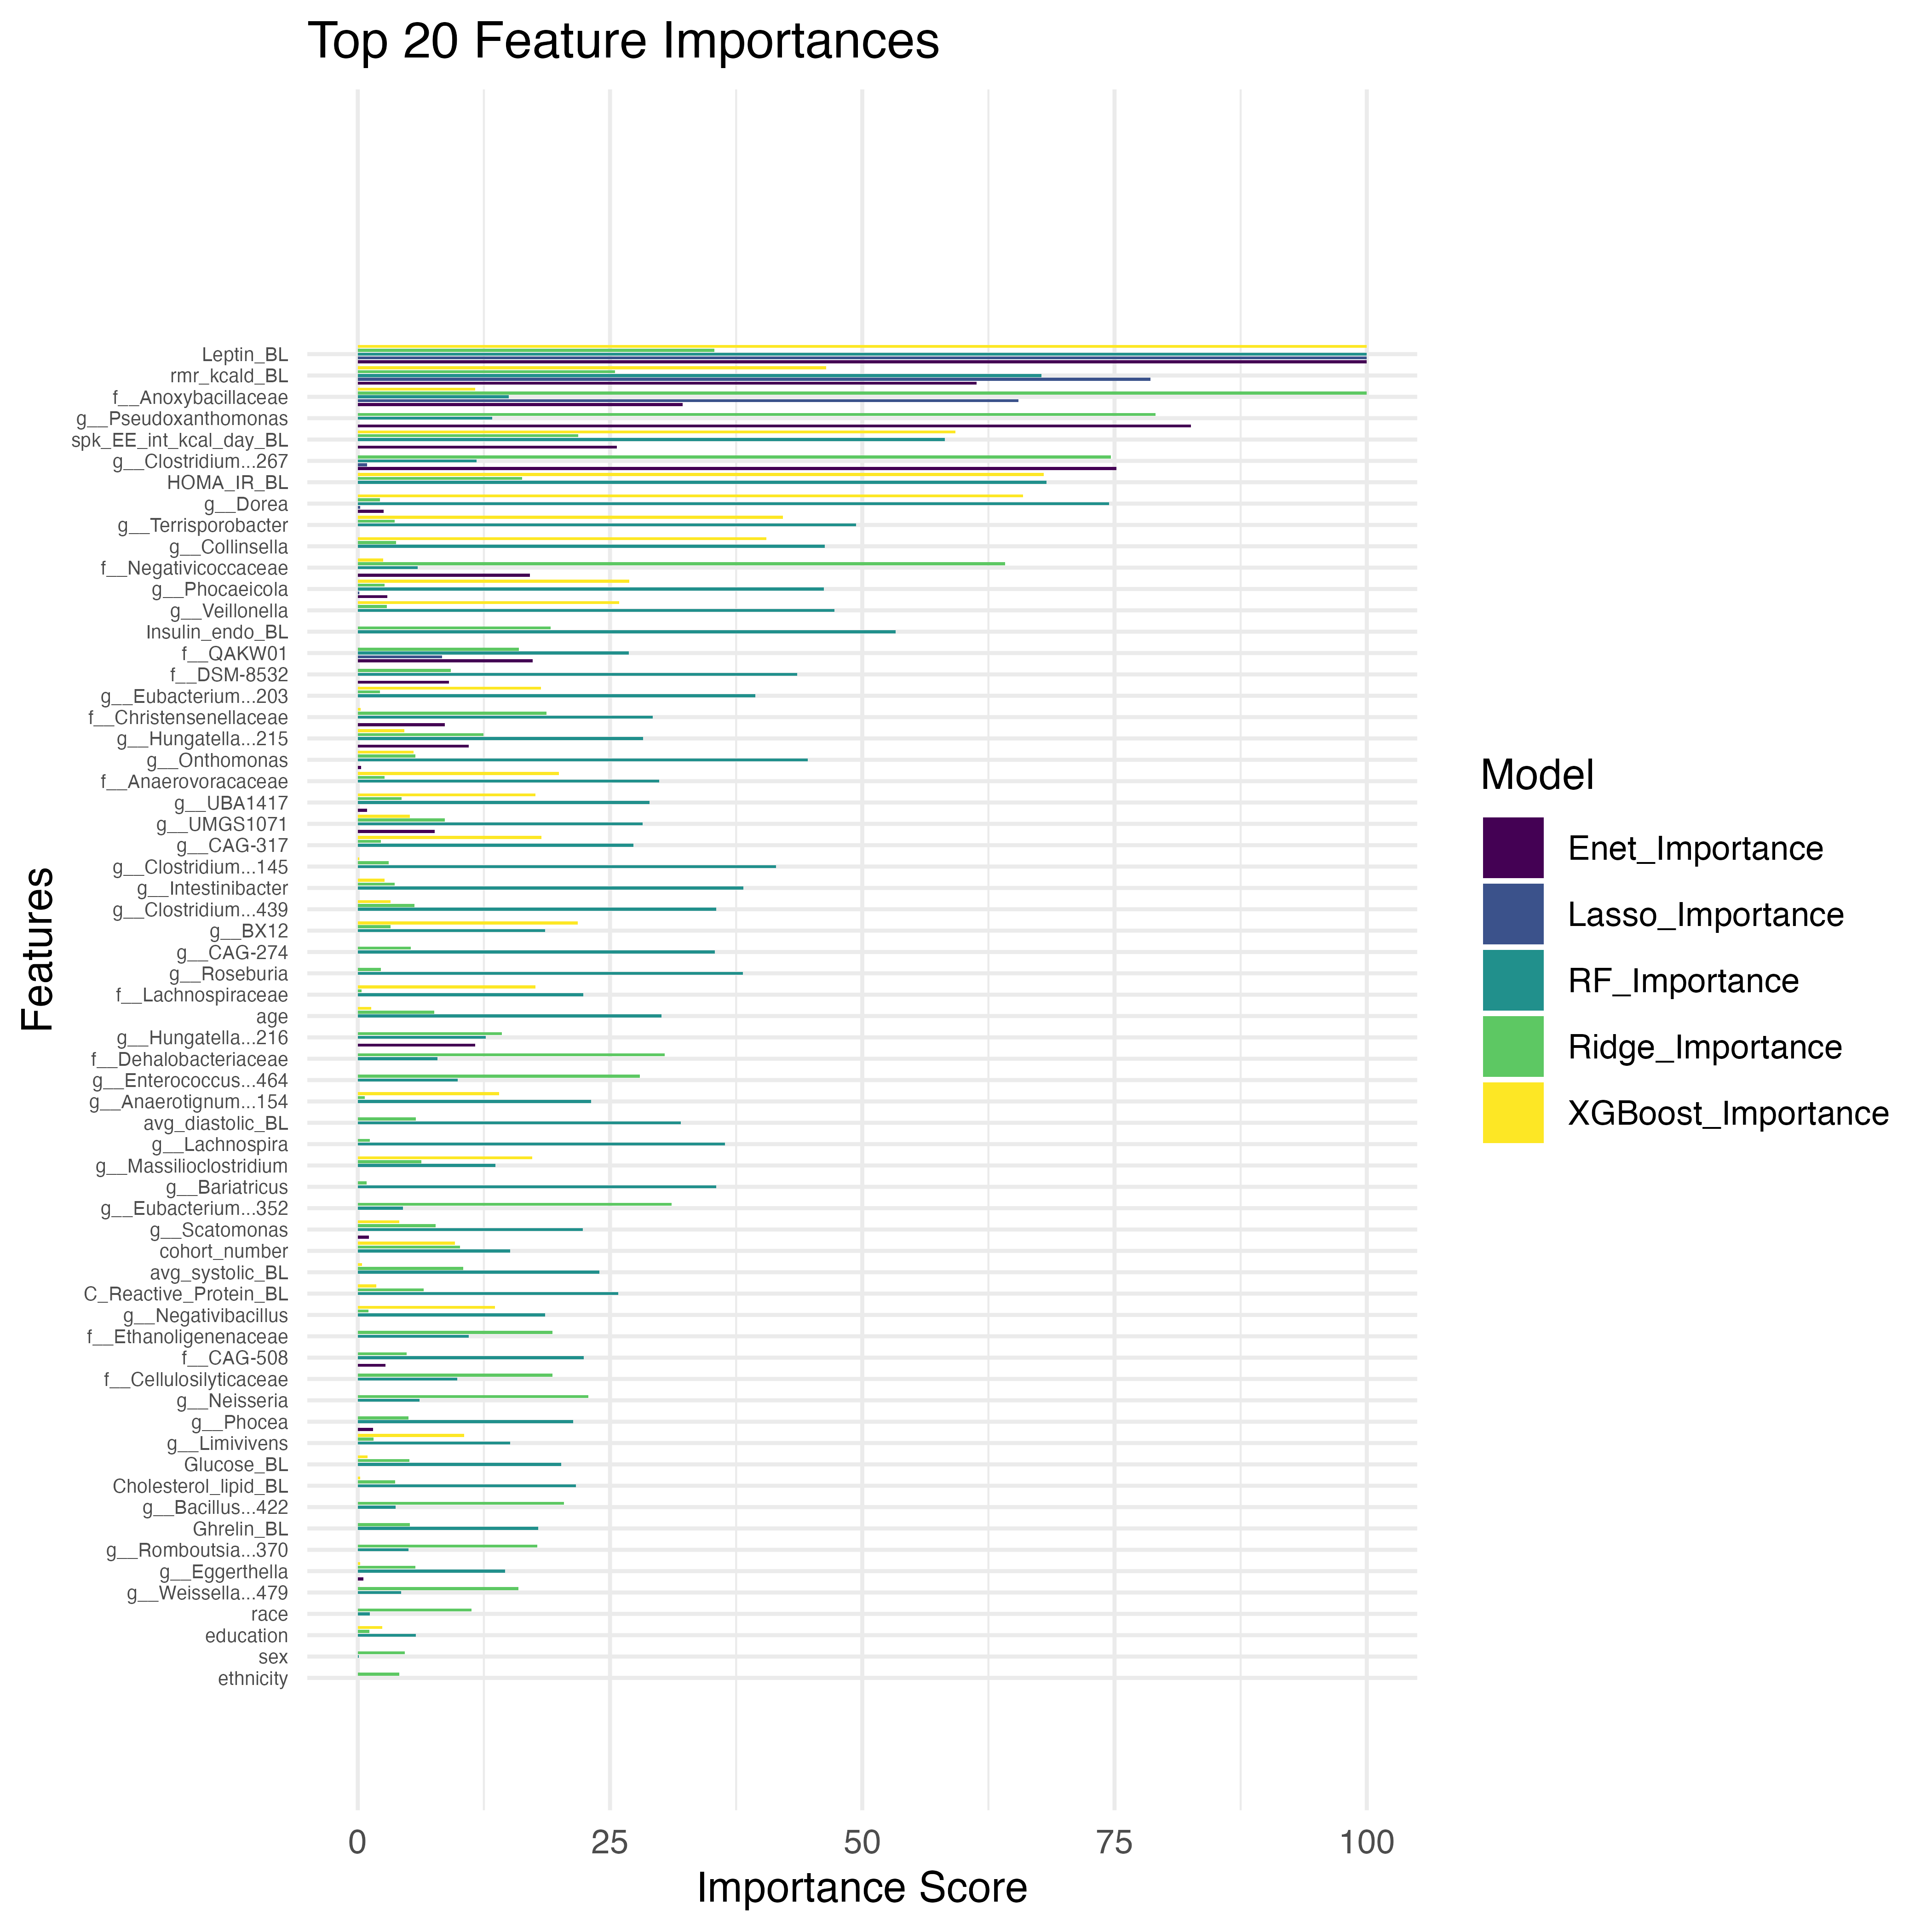 Top 20 Feature Importances
Leptin_BL
rmr_kcald_BL
f__Anoxybacillaceae
g__Pseudoxanthomonas
spk_EE_int_kcal_day_BL
g__Clostridium...267
HOMA_IR_BL
g__Dorea
g__Terrisporobacter
g__Collinsella
f__Negativicoccaceae
g__Phocaeicola
g__Veillonella
Insulin_endo_BL
f__QAKW01
f__DSM-8532
g__Eubacterium...203
f__Christensenellaceae
g__Hungatella...215
g__Onthomonas
f__Anaerovoracaceae
g__UBA1417
g__UMGS1071
g__CAG-317
g__Clostridium...145
g__Intestinibacter
g__Clostridium...439
g__BX12
g__CAG-274
g__Roseburia
f__Lachnospiraceae
age
g__Hungatella...216
f__Dehalobacteriaceae
g__Enterococcus...464
g__Anaerotignum...154
avg_diastolic_BL
g__Lachnospira
g__Massilioclostridium
g__Bariatricus
g__Eubacterium...352
g__Scatomonas
cohort_number
avg_systolic_BL
C_Reactive_Protein_BL
g__Negativibacillus
f__Ethanoligenenaceae
f__CAG-508
f__Cellulosilyticaceae
g__Neisseria
g__Phocea
g__Limivivens
Glucose_BL
Cholesterol_lipid_BL
g__Bacillus...422
Ghrelin_BL
g__Romboutsia...370
g__Eggerthella
g__Weissella...479
race
education
sex
ethnicity
0 25 50 75 100
Importance Score
Features
Model
Enet_Importance
Lasso_Importance
RF_Importance
Ridge_Importance
XGBoost_Importance